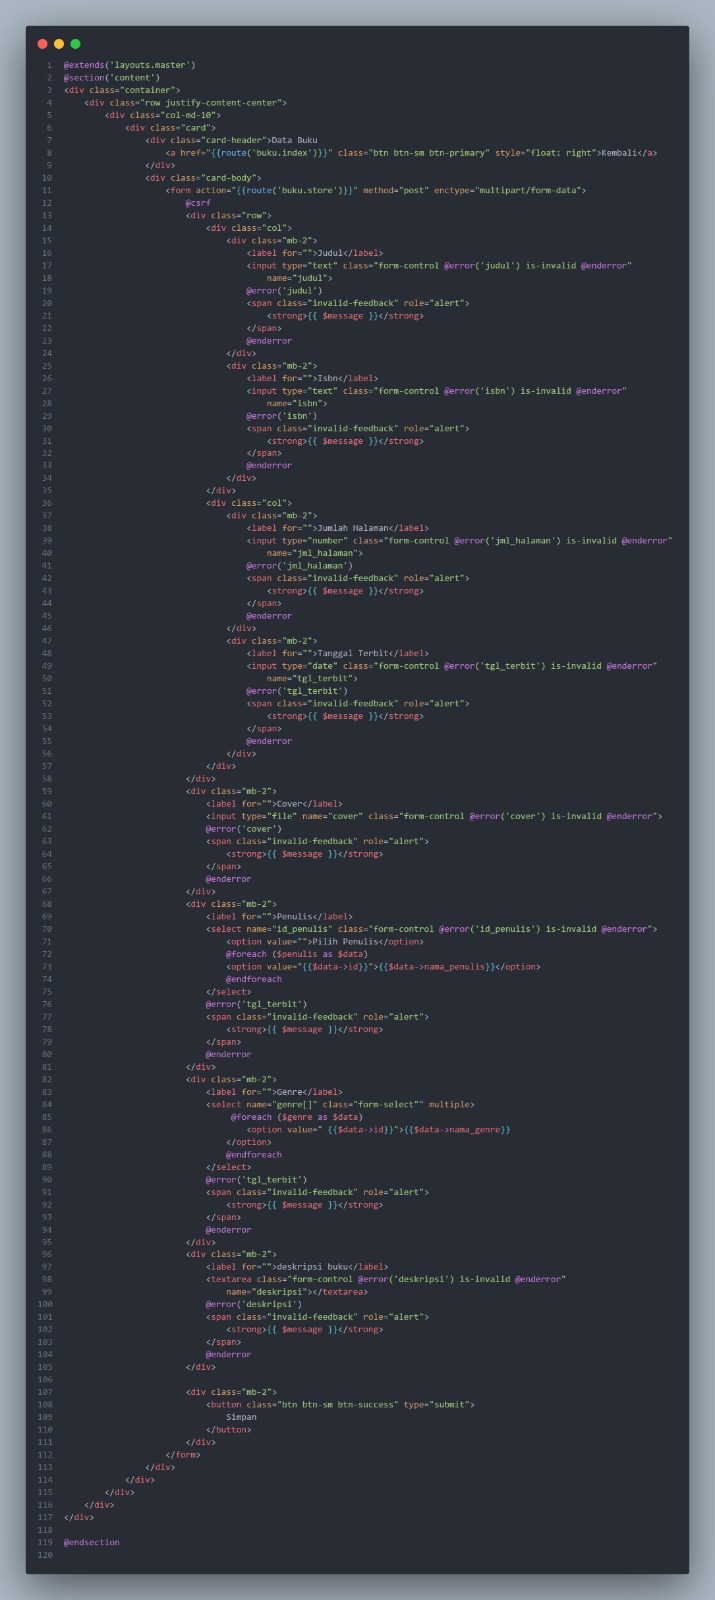 1 @extends('layouts.master')
2 @section('content')
3 <div class="container">
4 <div class="row justify-content-center">
5 <div class="col-md-10">
6 <div class="card">
7 <div class="card-header">Data Buku
8 <a href="{{route('buku.index')}}" class="btn btn-sm btn-primary" style="float: right">Kembali</a>
9 </div>
10 <div class="card-body">
11 <form action="{{route('buku.store')}}" method="post" enctype="multipart/form-data">
12 @csrf
13 <div class="row">
14 <div class="col">
15 <div class="mb-2">
16 <label for="">Judul</label>
17 <input type="text" class="form-control @error('judul') is-invalid @enderror"
18 name="judul">
19 @error('judul')
20 <span class="invalid-feedback" role="alert">
21 <strong>{{ $message }}</strong>
22 </span>
23 @enderror
24 </div>
25 <div class="mb-2">
26 <label for="">Isbn</label>
27 <input type="text" class="form-control @error('isbn') is-invalid @enderror"
28 name="isbn">
29 @error('isbn')
30 <span class="invalid-feedback" role="alert">
31 <strong>{{ $message }}</strong>
32 </span>
33 @enderror
34 </div>
35 </div>
36 <div class="col">
37 <div class="mb-2">
38 <label for="">Jumlah Halaman</label>
39 <input type="number" class="form-control @error('jml_halaman') is-invalid @enderror"
40 name="jml_halaman">
41 @error('jml_halaman')
42 <span class="invalid-feedback" role="alert">
43 <strong>{{ $message }}</strong>
44 </span>
45 @enderror
46 </div>
47 <div class="mb-2">
48 <label for="">Tanggal Terbit</label>
49 <input type="date" class="form-control @error('tgl_terbit') is-invalid @enderror"
50 name="tgl_terbit">
51 @error('tgl_terbit')
52 <span class="invalid-feedback" role="alert">
53 <strong>{{ $message }}</strong>
54 </span>
55 @enderror
56 </div>
57 </div>
58 </div>
59 <div class="mb-2">
60 <label for="">Cover</label>
61 <input type="file" name="cover" class="form-control @error('cover') is-invalid @enderror">
62 @error('cover')
63 <span class="invalid-feedback" role="alert">
64 <strong>{{ $message }}</strong>
65 </span>
66 @enderror
67 </div>
68 <div class="mb-2">
69 <label for="">Penulis</label>
70 <select name="id_penulis" class="form-control @error('id_penulis') is-invalid @enderror">
71 <option value="">Pilih Penulis</option>
72 @foreach ($penulis as $data)
73 <option value="{{$data->id}}">{{$data->nama_penulis}}</option>
74 @endforeach
75 </select>
76 @error('tgl_terbit')
77 <span class="invalid-feedback" role="alert">
78 <strong>{{ $message }}</strong>
79 </span>
80 @enderror
81 </div>
82 <div class="mb-2">
83 <label for="">Genre</label>
84 <select name="genre[]" class="form-select"" multiple>
85 @foreach ($genre as $data)
86 <option value=" {{$data->id}}">{{$data->nama_genre}}
87 </option>
88 @endforeach
89 </select>
90 @error('tgl_terbit')
91 <span class="invalid-feedback" role="alert">
92 <strong>{{ $message }}</strong>
93 </span>
94 @enderror
95 </div>
96 <div class="mb-2">
97 <label for="">deskripsi buku</label>
98 <textarea class="form-control @error('deskripsi') is-invalid @enderror"
99 name="deskripsi"></textarea>
100 @error('deskripsi')
101 <span class="invalid-feedback" role="alert">
102 <strong>{{ $message }}</strong>
103 </span>
104 @enderror
105 </div>
106
107 <div class="mb-2">
108 <button class="btn btn-sm btn-success" type="submit">
109 Simpan
110 </button>
111 </div>
112 </form>
113 </div>
114 </div>
115 </div>
116 </div>
117 </div>
118
119 @endsection
120